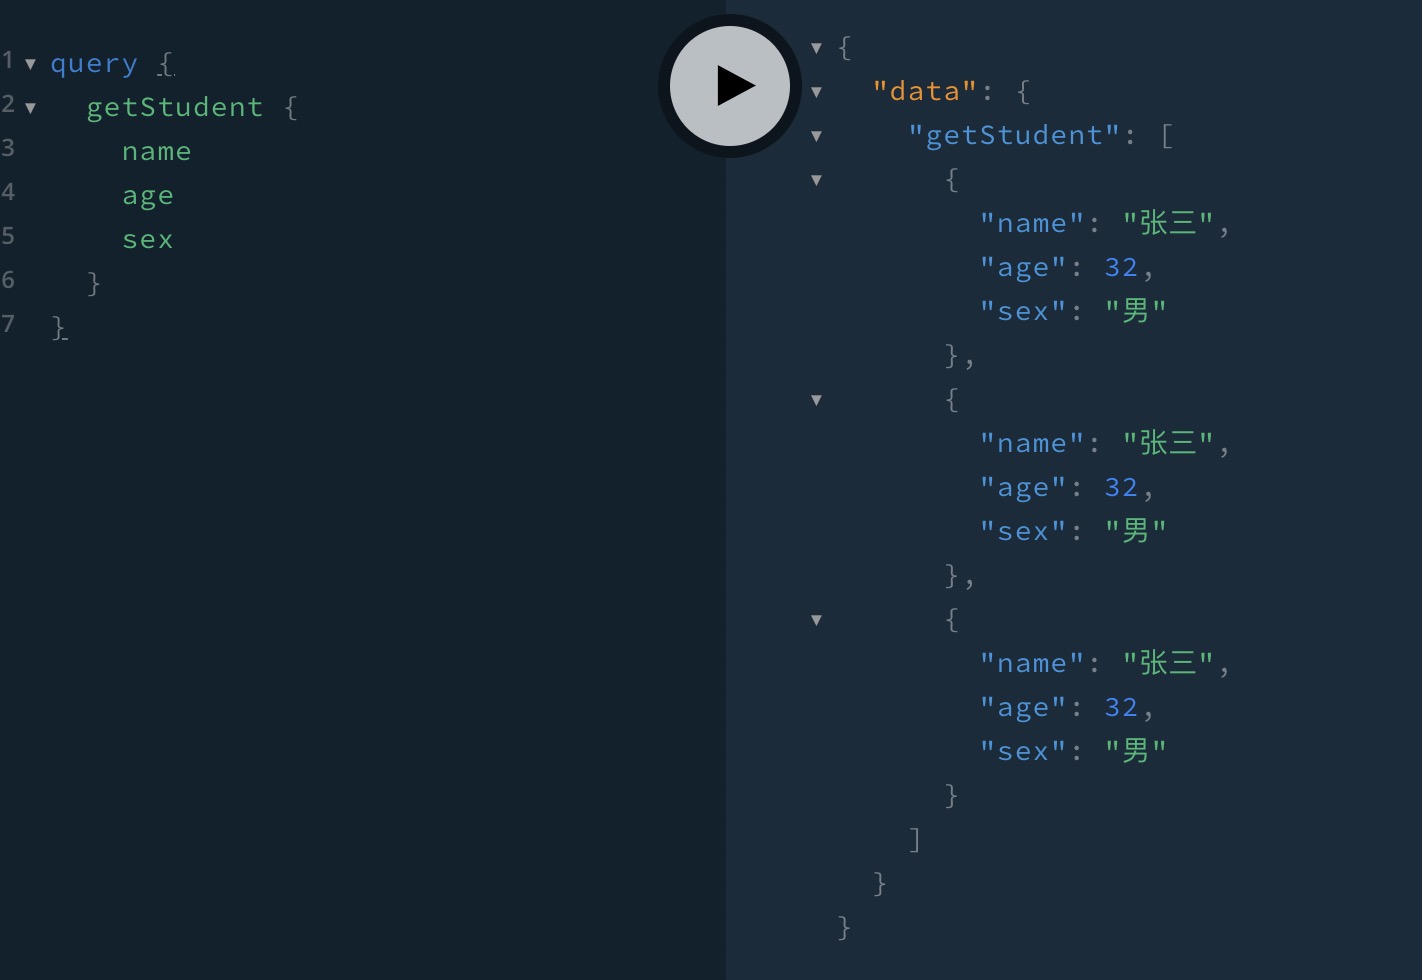 1 query {
2 getStudent {
3 name
4 age
5 sex
6 }
7 }
{
"data": {
"getStudent": [
{
"name": "张三",
"age": 32,
"sex": "男"
},
{
"name": "张三",
"age": 32,
"sex": "男"
},
{
"name": "张三",
"age": 32,
"sex": "男"
}
]
}
}